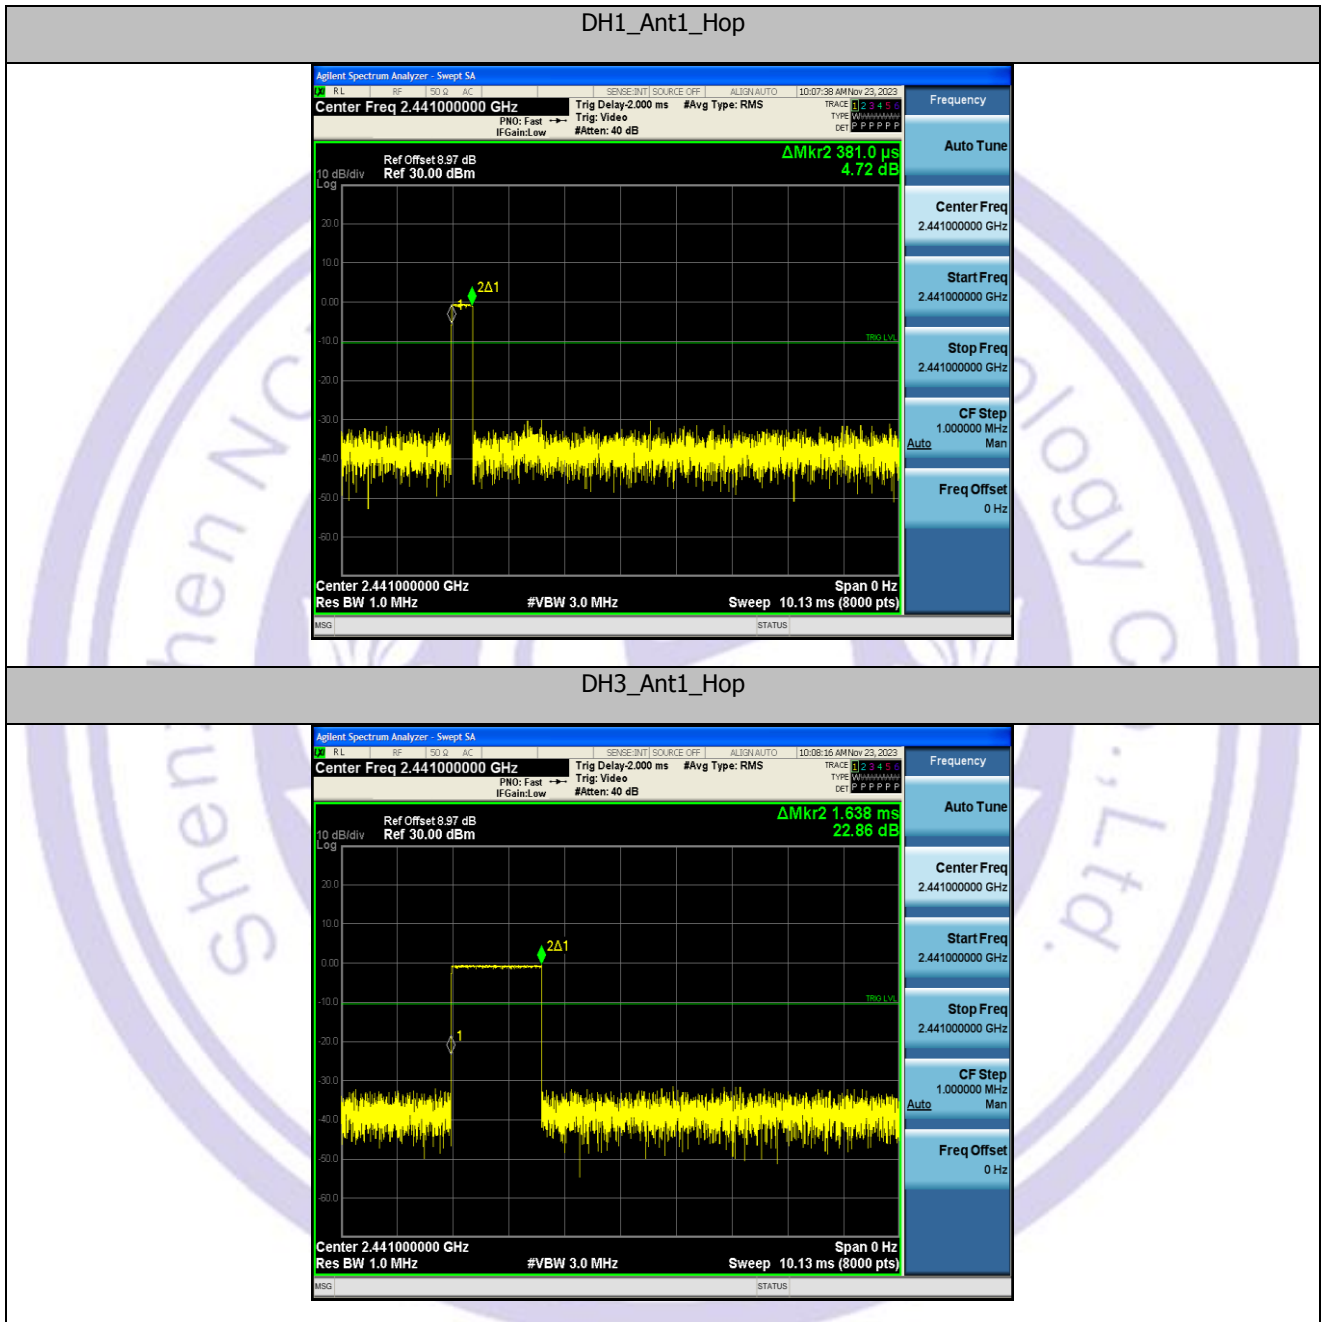 DH1_Ant1_Hop
Agilent Spectrum Analyzer - Swept SA
RL RF 50 Ω AC SENSE:INT SOURCE OFF ALIGN AUTO 10:07:38 AM Nov 23, 2023
Center Freq 2.441000000 GHz
PNO: Fast
IFGain:Low
Trig Delay-2.000 ms #Avg Type: RMS
Trig: Video
#Atten: 40 dB
TRACE 1 2 3 4 5 6
TYPE
DET P P P P P P
Frequency
Auto Tune
ΔMkr2 381.0 µs
4.72 dB
Ref Offset 8.97 dB
10 dB/div Ref 30.00 dBm
Log
20.0
10.0
0.00
-10.0
-20.0
-30.0
-40.0
-50.0
-60.0
2Δ1
1
TRIG LVL
Center Freq
2.441000000 GHz
Start Freq
2.441000000 GHz
Stop Freq
2.441000000 GHz
CF Step
1.000000 MHz
Auto Man
Freq Offset
0 Hz
Center 2.441000000 GHz Span 0 Hz
Res BW 1.0 MHz #VBW 3.0 MHz Sweep 10.13 ms (8000 pts)
MSG STATUS
DH3_Ant1_Hop
Agilent Spectrum Analyzer - Swept SA
RL RF 50 Ω AC SENSE:INT SOURCE OFF ALIGN AUTO 10:08:16 AM Nov 23, 2023
Center Freq 2.441000000 GHz
PNO: Fast
IFGain:Low
Trig Delay-2.000 ms #Avg Type: RMS
Trig: Video
#Atten: 40 dB
TRACE 1 2 3 4 5 6
TYPE
DET P P P P P P
Frequency
Auto Tune
ΔMkr2 1.638 ms
22.86 dB
Ref Offset 8.97 dB
10 dB/div Ref 30.00 dBm
Log
20.0
10.0
0.00
-10.0
-20.0
-30.0
-40.0
-50.0
-60.0
2Δ1
1
TRIG LVL
Center Freq
2.441000000 GHz
Start Freq
2.441000000 GHz
Stop Freq
2.441000000 GHz
CF Step
1.000000 MHz
Auto Man
Freq Offset
0 Hz
Center 2.441000000 GHz Span 0 Hz
Res BW 1.0 MHz #VBW 3.0 MHz Sweep 10.13 ms (8000 pts)
MSG STATUS